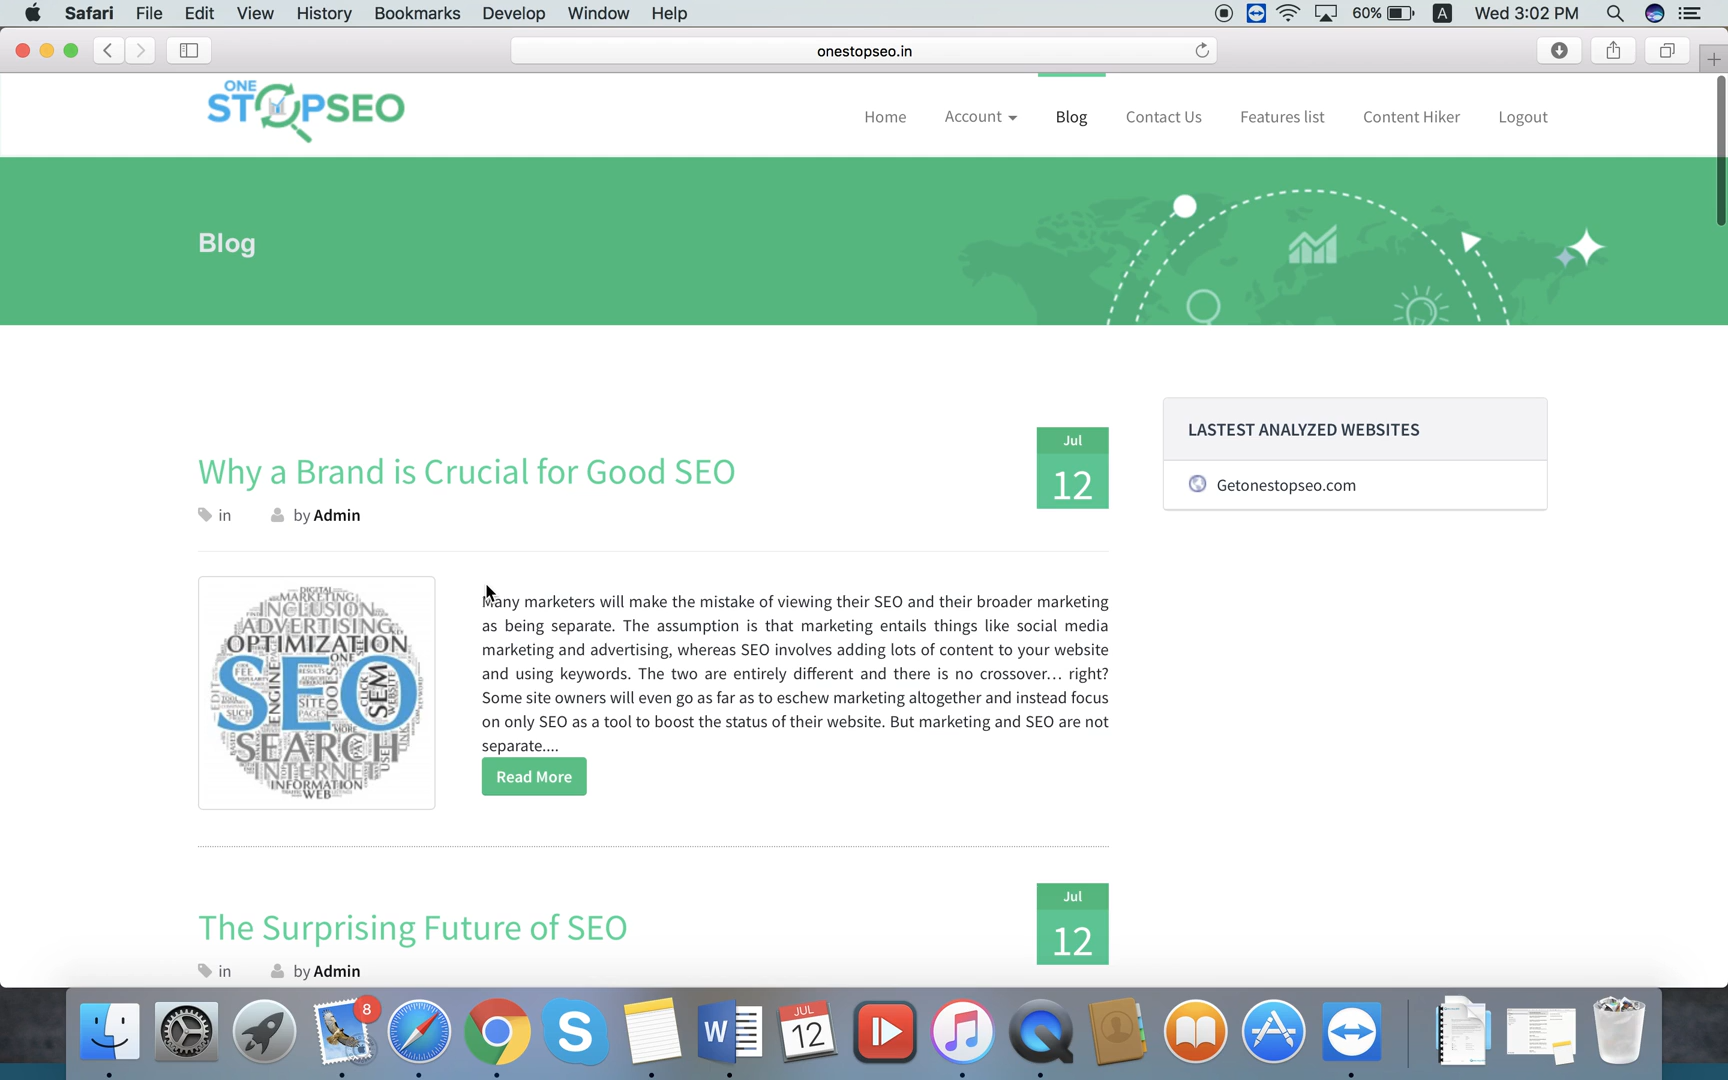 Safari File Edit View History Bookmarks Develop Window Help 60% A Wed 3:02 PM
onestopseo.in
ONE
STOPSEO
Home Account Blog Contact Us Features list Content Hiker Logout
Blog
Why a Brand is Crucial for Good SEO
in by Admin
Jul
12
LASTEST ANALYZED WEBSITES
Getonestopseo.com
DIGITAL
MARKETING
INCLUSION
ADVERTISING
OPTIMIZATION
SEO
SEM
ENGINE
TOOLS
SITE
SEARCH
INTERNET
INFORMATION
WEB
Many marketers will make the mistake of viewing their SEO and their broader marketing
as being separate. The assumption is that marketing entails things like social media
marketing and advertising, whereas SEO involves adding lots of content to your website
and using keywords. The two are entirely different and there is no crossover... right?
Some site owners will even go as far as to eschew marketing altogether and instead focus
on only SEO as a tool to boost the status of their website. But marketing and SEO are not
separate....
Read More
The Surprising Future of SEO
in by Admin
Jul
12
8
S
W
JUL
12